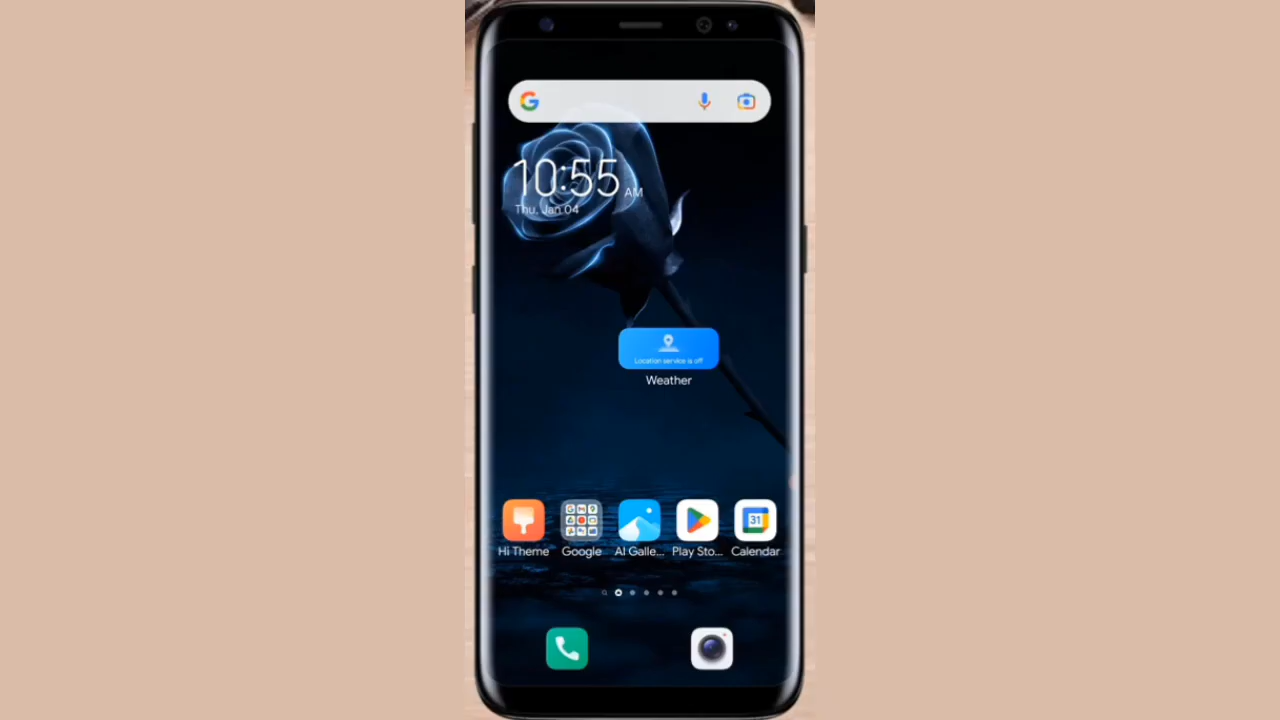 10:55 AM
Thu, Jan 04
Location service is off
Weather
Hi Theme Google AI Galle... Play Sto... Calendar
31